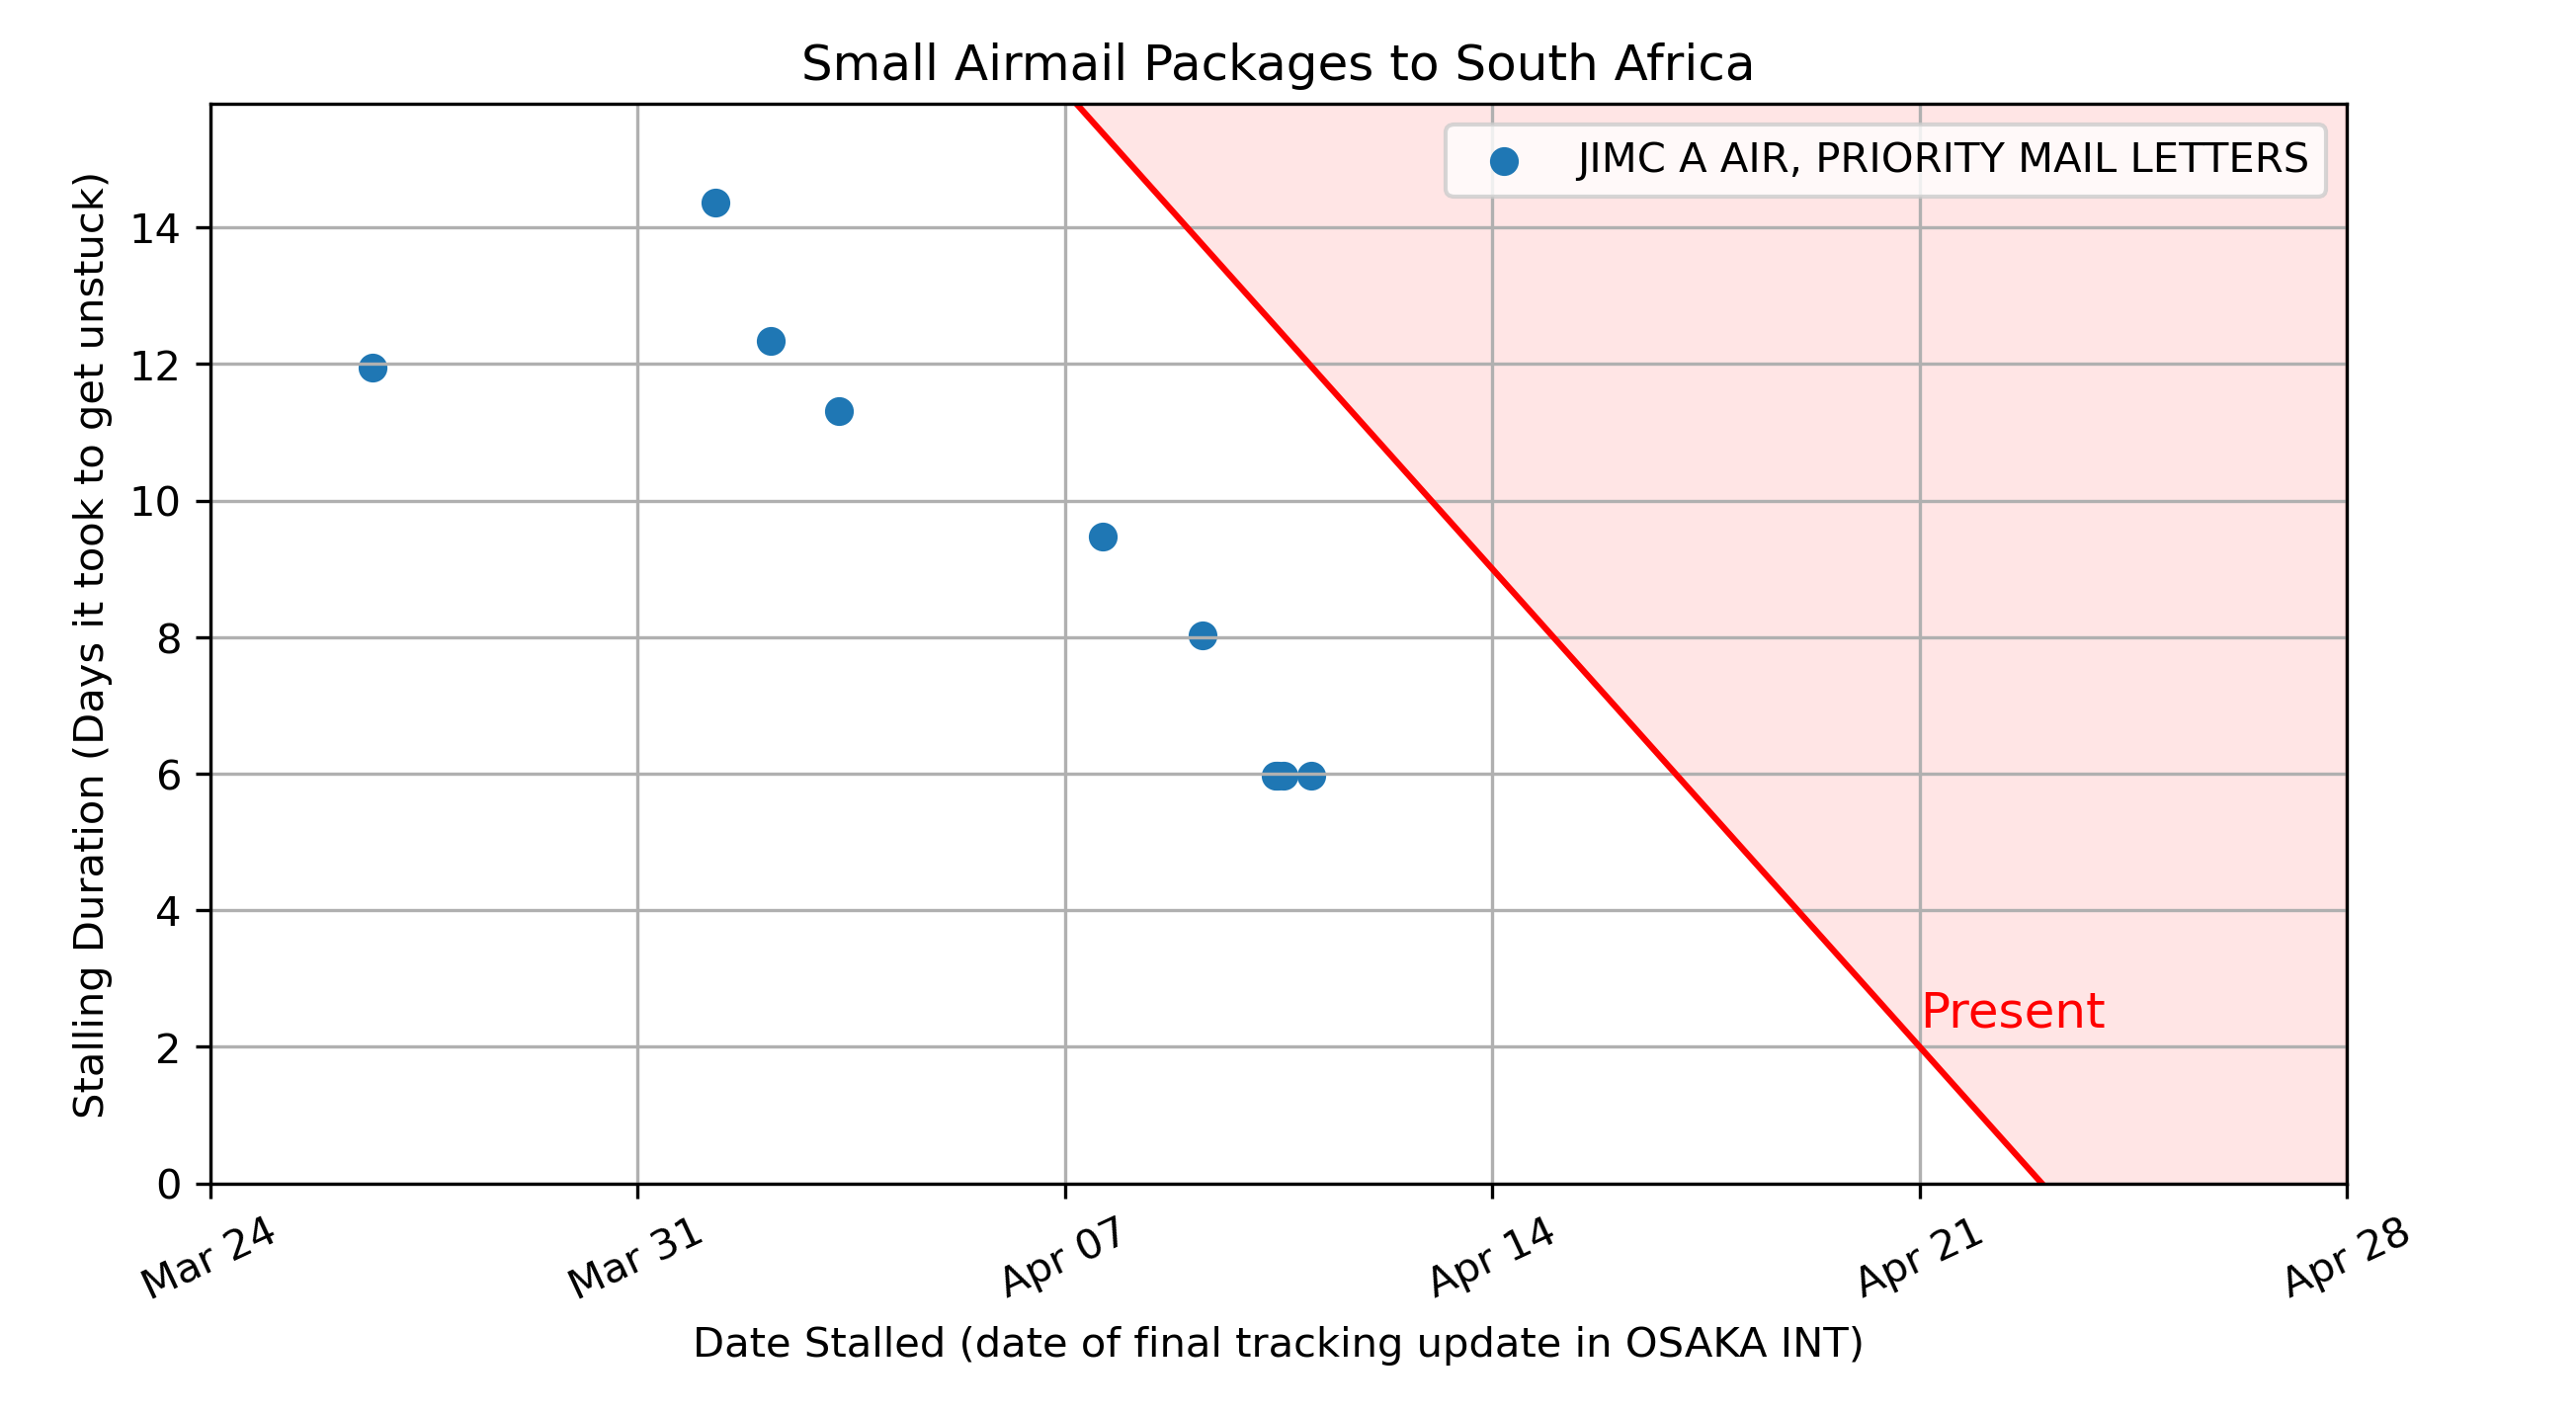 Small Airmail Packages to South Africa
JIMC A AIR, PRIORITY MAIL LETTERS
Stalling Duration (Days it took to get unstuck)
14
12
10
8
6
4
2
0
Present
Mar 24
Mar 31
Apr 07
Apr 14
Apr 21
Apr 28
Date Stalled (date of final tracking update in OSAKA INT)